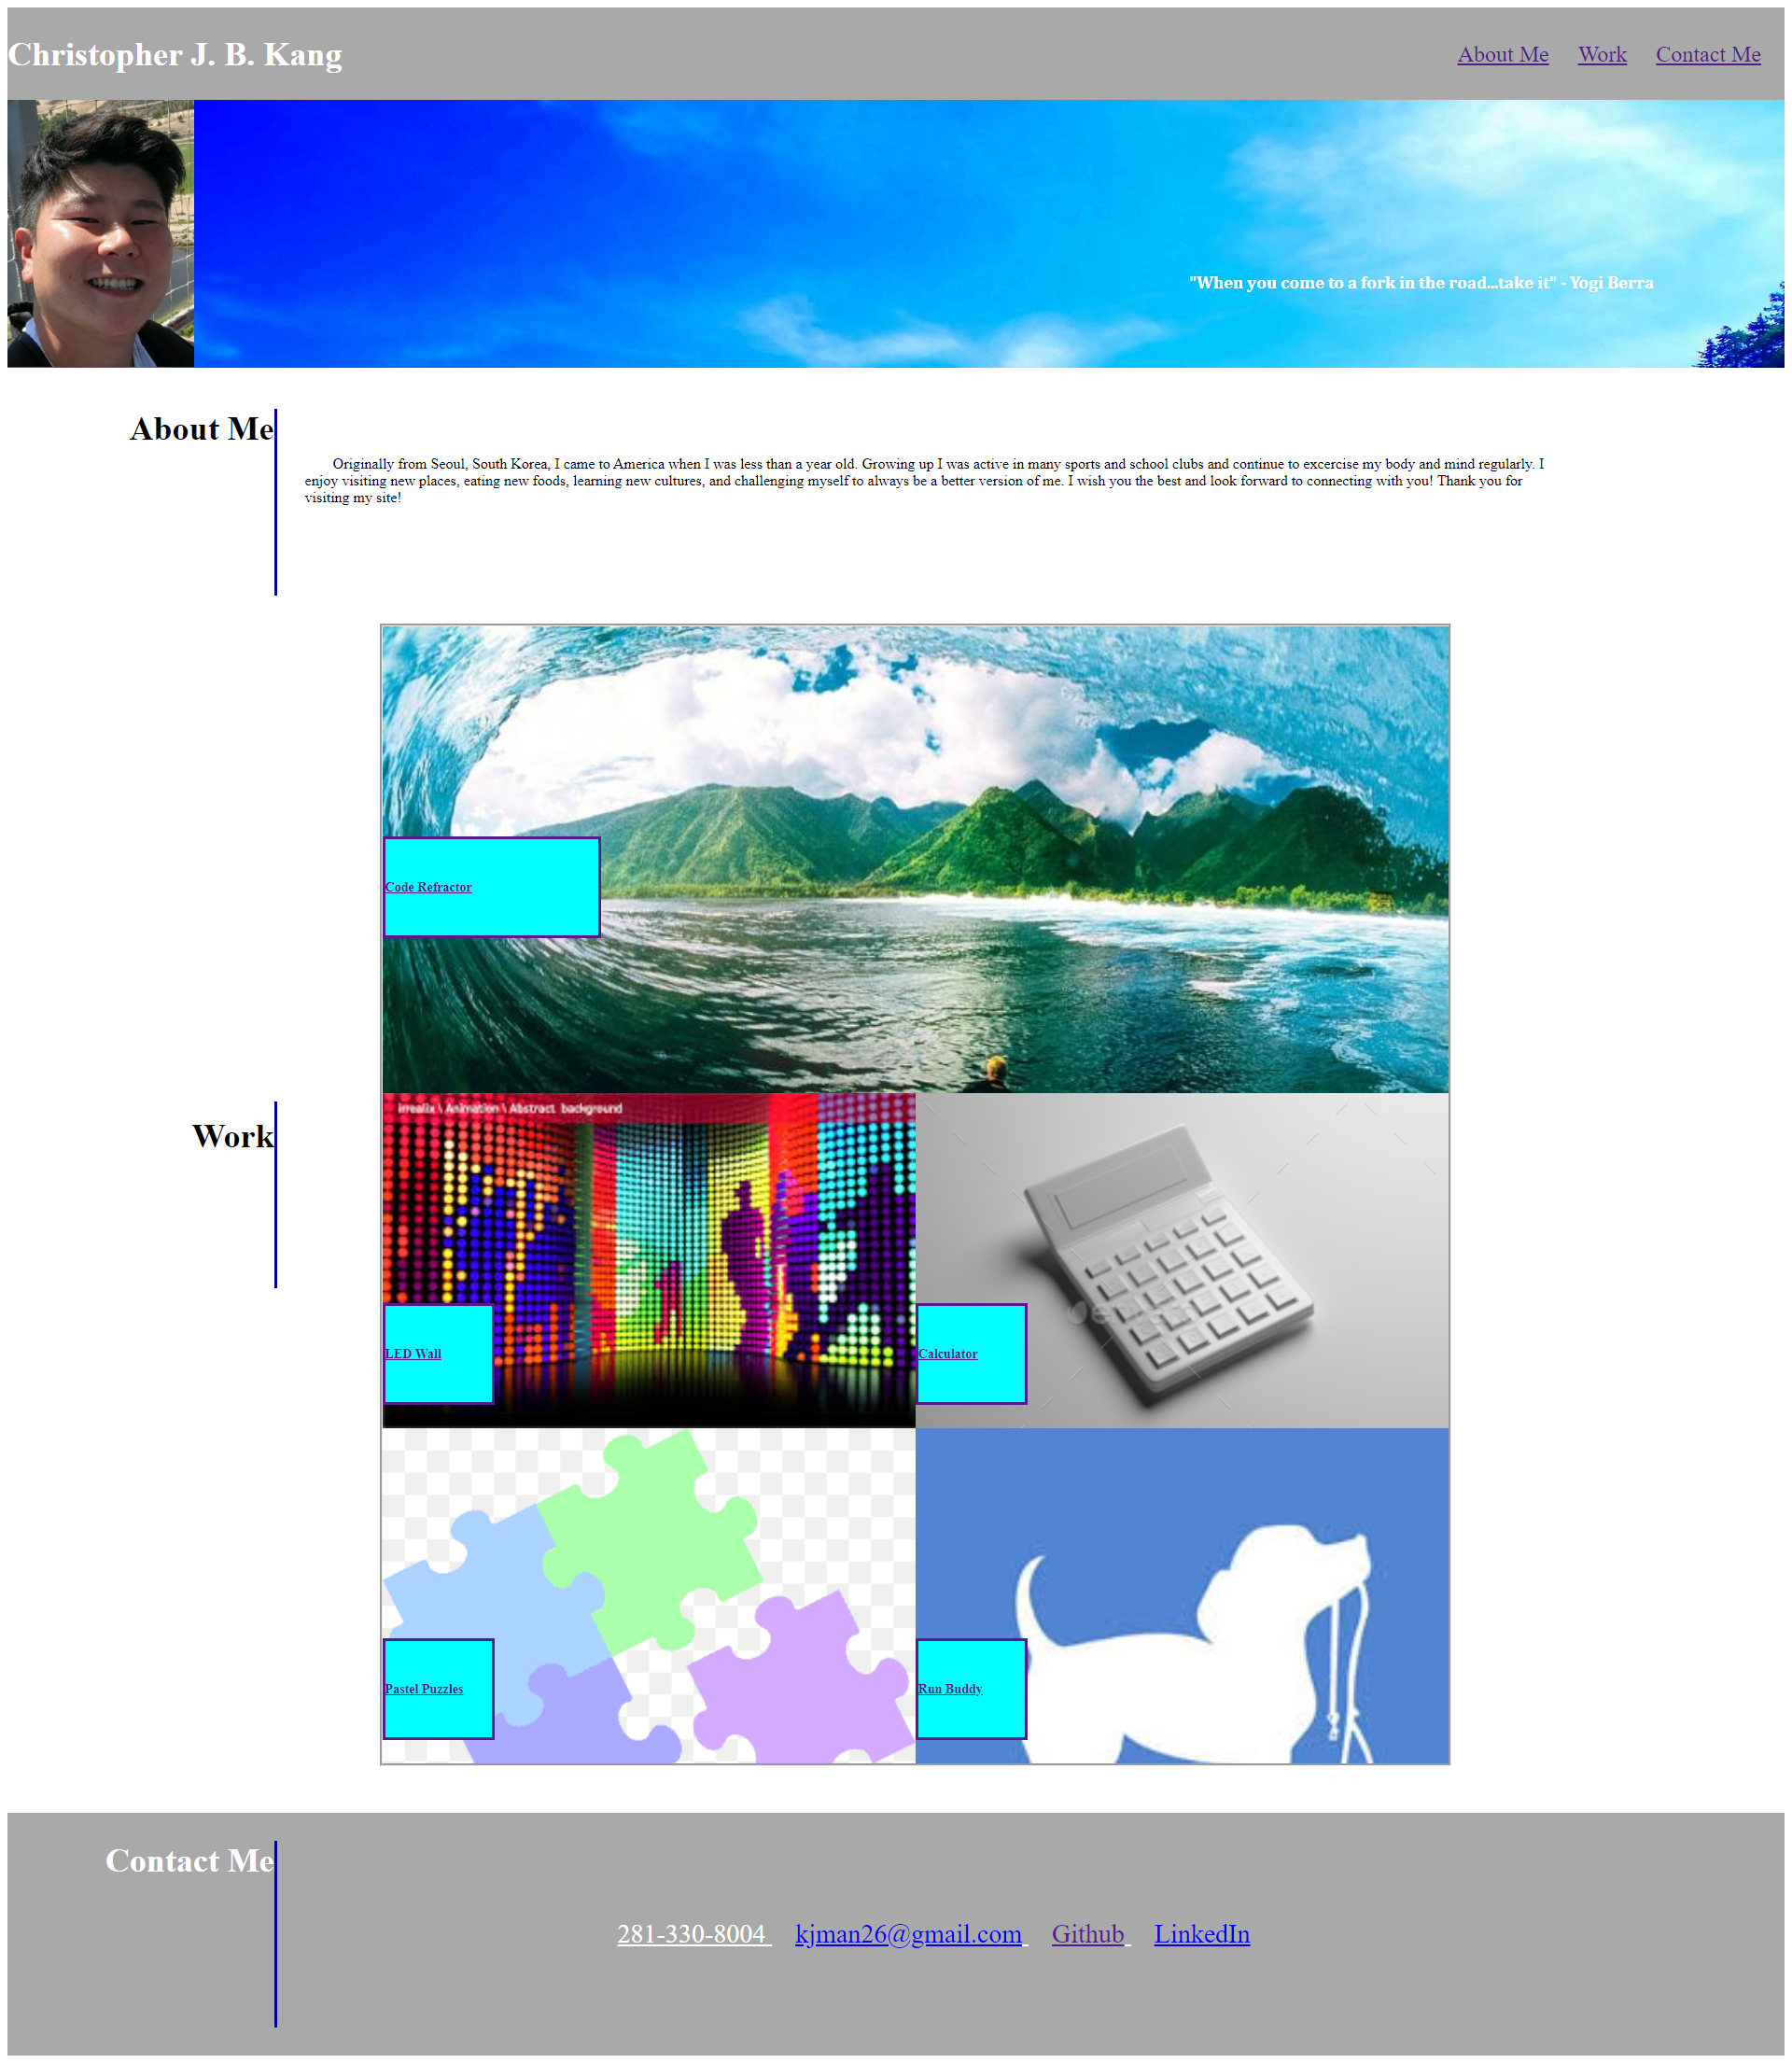 Christopher J. B. Kang
About Me Work Contact Me
"When you come to a fork in the road...take it" - Yogi Berra
About Me
Originally from Seoul, South Korea, I came to America when I was less than a year old. Growing up I was active in many sports and school clubs and continue to excercise my body and mind regularly. I
enjoy visiting new places, eating new foods, learning new cultures, and challenging myself to always be a better version of me. I wish you the best and look forward to connecting with you! Thank you for
visiting my site!
Code Refractor
Work
irrealix \ Animation \ Abstract background
LED Wall
Calculator
Pastel Puzzles
Run Buddy
Contact Me
281-330-8004 kjman26@gmail.com Github LinkedIn